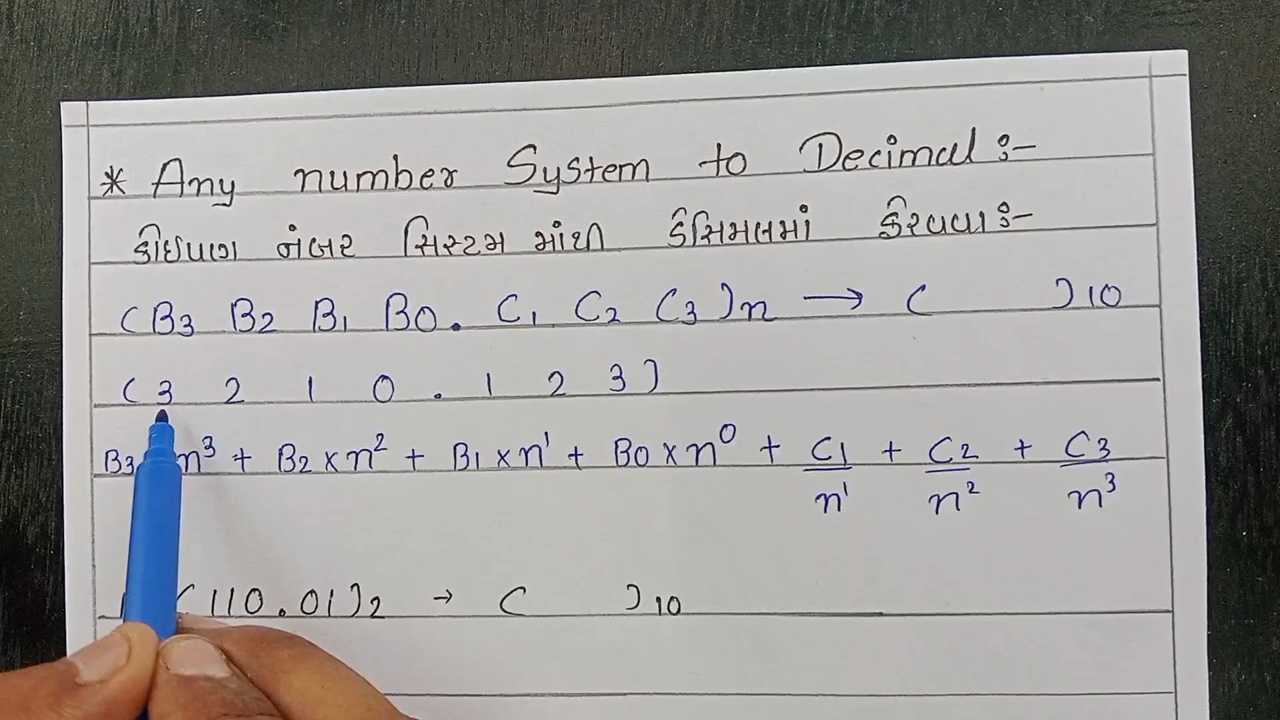 * Any number System to Decimal :-
કોઈપણ નંબર સિસ્ટમ માંથી ડેસિમલમાં ફેરવવા :-
(B3 B2 B1 B0 . C1 C2 C3)n → ( )10
(3 2 1 0 . 1 2 3)
B3 n³ + B2 × n² + B1 × n¹ + B0 × n⁰ + C1/n¹ + C2/n² + C3/n³
(110.01)2 → ( )10